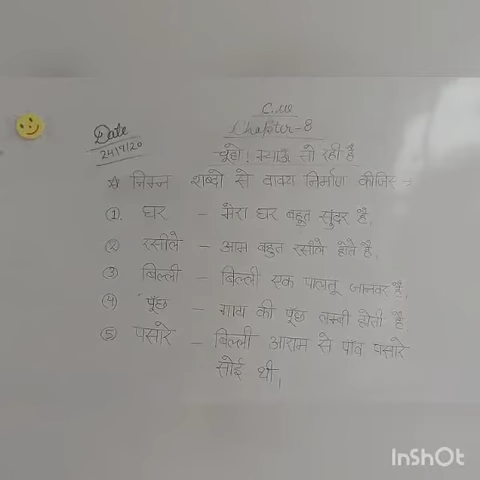 C.W
Date
Chapter-8
24/7/20
चूहो! म्याऊँ सो रही है
* निम्न शब्दो से वाक्य निर्माण कीजिए →
① घर - मेरा घर बहुत सुंदर है,
② रसीले - आम बहुत रसीले होते है,
③ बिल्ली - बिल्ली एक पालतू जानवर है,
④ पूँछ - गाय की पूँछ लम्बी होती है
⑤ पसारे - बिल्ली आराम से पाँव पसारे
सोई थी,
InShOt